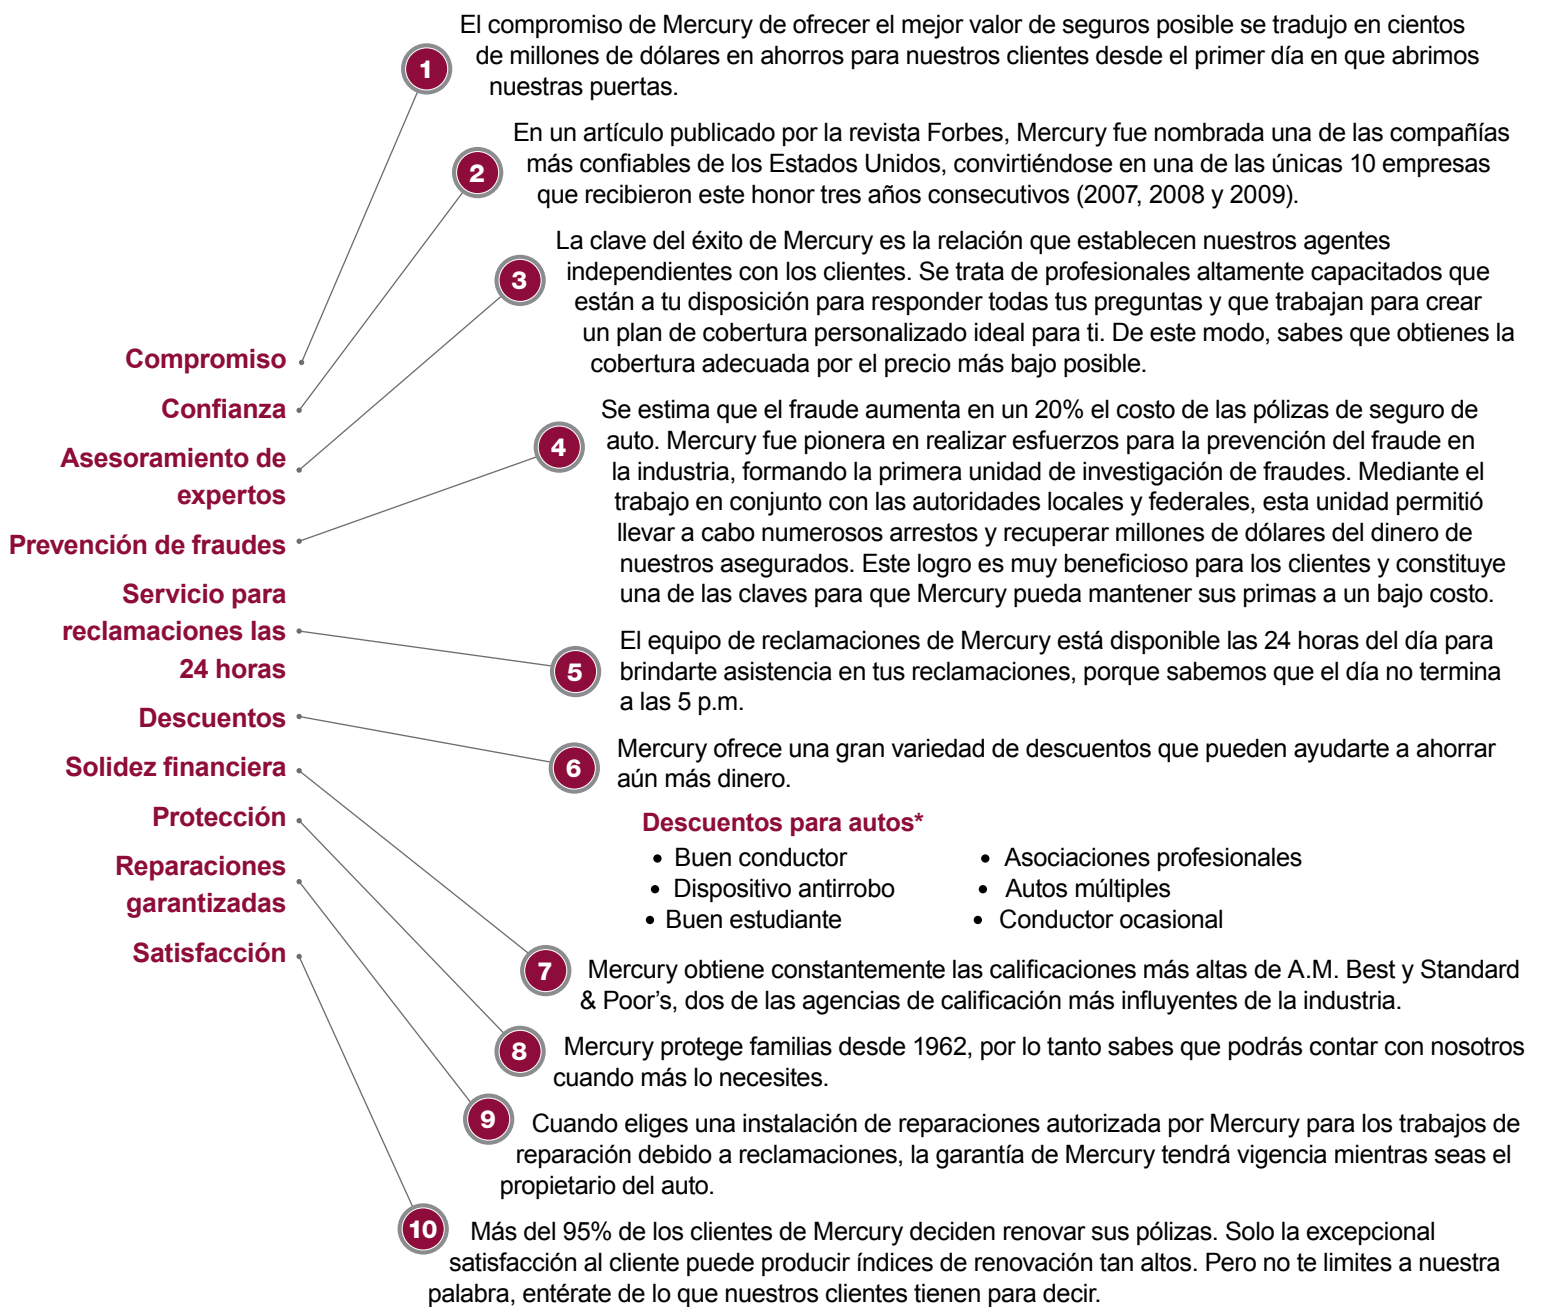 El compromiso de Mercury de ofrecer el mejor valor de seguros posible se tradujo en cientos
de millones de dólares en ahorros para nuestros clientes desde el primer día en que abrimos
nuestras puertas.
1
En un artículo publicado por la revista Forbes, Mercury fue nombrada una de las compañías
más confiables de los Estados Unidos, convirtiéndose en una de las únicas 10 empresas
que recibieron este honor tres años consecutivos (2007, 2008 y 2009).
2
La clave del éxito de Mercury es la relación que establecen nuestros agentes
independientes con los clientes. Se trata de profesionales altamente capacitados que
están a tu disposición para responder todas tus preguntas y que trabajan para crear
un plan de cobertura personalizado ideal para ti. De este modo, sabes que obtienes la
cobertura adecuada por el precio más bajo posible.
3
Compromiso
Confianza
Asesoramiento de
expertos
Prevención de fraudes
Servicio para
reclamaciones las
24 horas
Descuentos
Solidez financiera
Protección
Reparaciones
garantizadas
Satisfacción
4
Se estima que el fraude aumenta en un 20% el costo de las pólizas de seguro de
auto. Mercury fue pionera en realizar esfuerzos para la prevención del fraude en
la industria, formando la primera unidad de investigación de fraudes. Mediante el
trabajo en conjunto con las autoridades locales y federales, esta unidad permitió
llevar a cabo numerosos arrestos y recuperar millones de dólares del dinero de
nuestros asegurados. Este logro es muy beneficioso para los clientes y constituye
una de las claves para que Mercury pueda mantener sus primas a un bajo costo.
5
El equipo de reclamaciones de Mercury está disponible las 24 horas del día para
brindarte asistencia en tus reclamaciones, porque sabemos que el día no termina
a las 5 p.m.
6
Mercury ofrece una gran variedad de descuentos que pueden ayudarte a ahorrar
aún más dinero.
Descuentos para autos*
• Buen conductor
• Dispositivo antirrobo
• Buen estudiante
• Asociaciones profesionales
• Autos múltiples
• Conductor ocasional
7
Mercury obtiene constantemente las calificaciones más altas de A.M. Best y Standard
& Poor’s, dos de las agencias de calificación más influyentes de la industria.
8
Mercury protege familias desde 1962, por lo tanto sabes que podrás contar con nosotros
cuando más lo necesites.
9
Cuando eliges una instalación de reparaciones autorizada por Mercury para los trabajos de
reparación debido a reclamaciones, la garantía de Mercury tendrá vigencia mientras seas el
propietario del auto.
10
Más del 95% de los clientes de Mercury deciden renovar sus pólizas. Solo la excepcional
satisfacción al cliente puede producir índices de renovación tan altos. Pero no te limites a nuestra
palabra, entérate de lo que nuestros clientes tienen para decir.